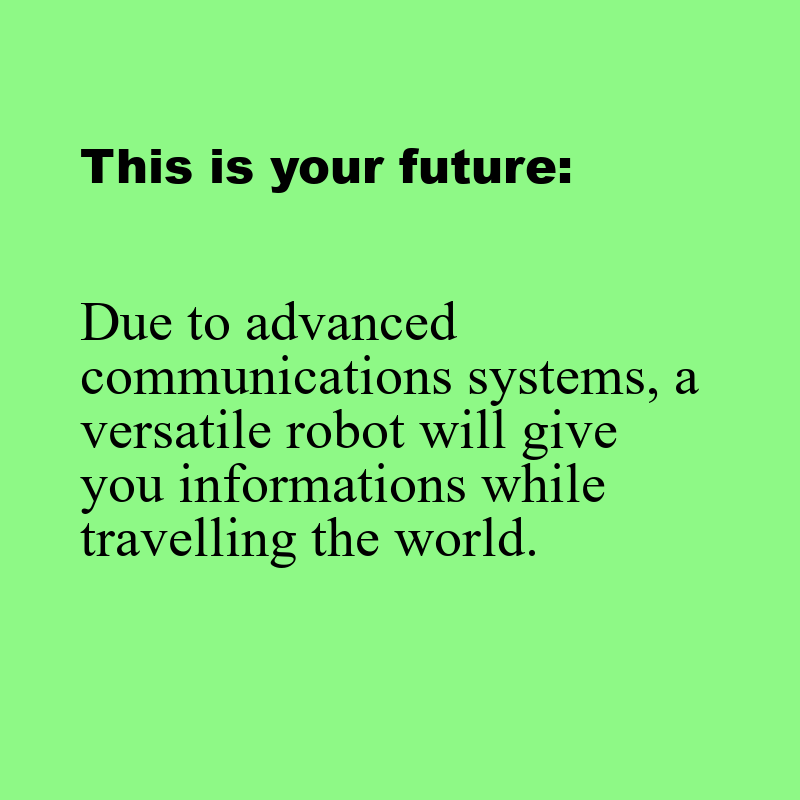 This is your future:
Due to advanced
communications systems, a
versatile robot will give
you informations while
travelling the world.